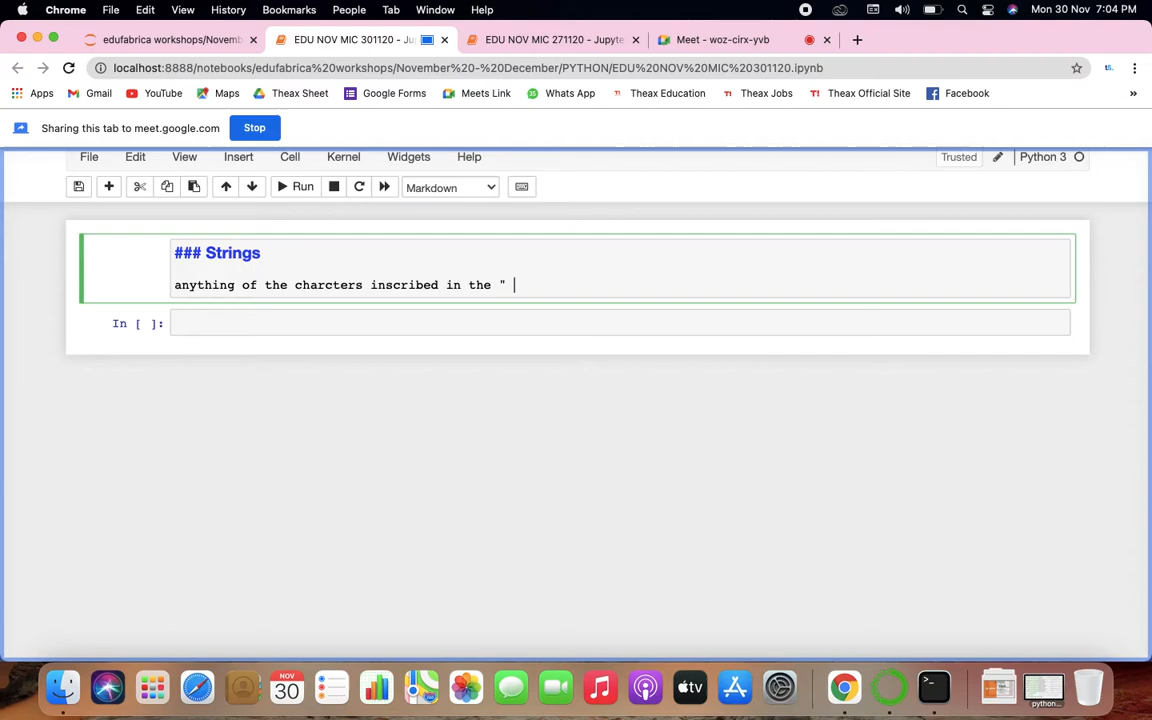 Chrome File Edit View History Bookmarks People Tab Window Help Mon 30 Nov 7:04 PM
edufabrica workshops/Novemb EDU NOV MIC 301120 - Ju EDU NOV MIC 271120 - Jupyte Meet - woz-cirx-yvb
localhost:8888/notebooks/edufabrica%20workshops/November%20-%20December/PYTHON/EDU%20NOV%20MIC%20301120.ipynb
Apps Gmail YouTube Maps Theax Sheet Google Forms Meets Link Whats App Theax Education Theax Jobs Theax Official Site Facebook »
Sharing this tab to meet.google.com Stop
File Edit View Insert Cell Kernel Widgets Help Trusted Python 3
Run Markdown
### Strings
anything of the charcters inscribed in the "
In [ ]:
NOV
30
tv
python...